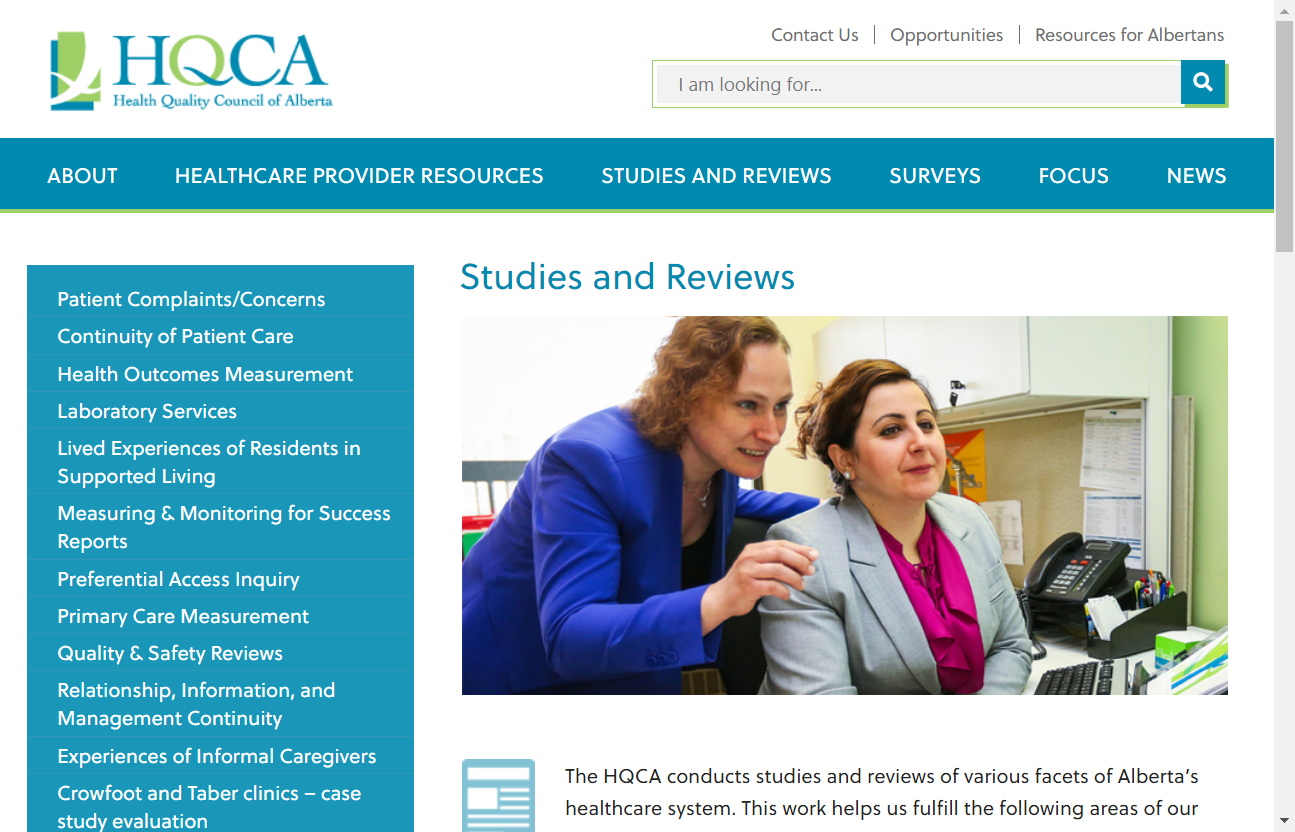 HQCA
Health Quality Council of Alberta
Contact Us
Opportunities
Resources for Albertans
I am looking for...
ABOUT
HEALTHCARE PROVIDER RESOURCES
STUDIES AND REVIEWS
SURVEYS
FOCUS
NEWS
Patient Complaints/Concerns
Continuity of Patient Care
Health Outcomes Measurement
Laboratory Services
Lived Experiences of Residents in
Supported Living
Measuring & Monitoring for Success
Reports
Preferential Access Inquiry
Primary Care Measurement
Quality & Safety Reviews
Relationship, Information, and
Management Continuity
Experiences of Informal Caregivers
Crowfoot and Taber clinics – case
study evaluation
Studies and Reviews
The HQCA conducts studies and reviews of various facets of Alberta’s
healthcare system. This work helps us fulfill the following areas of our